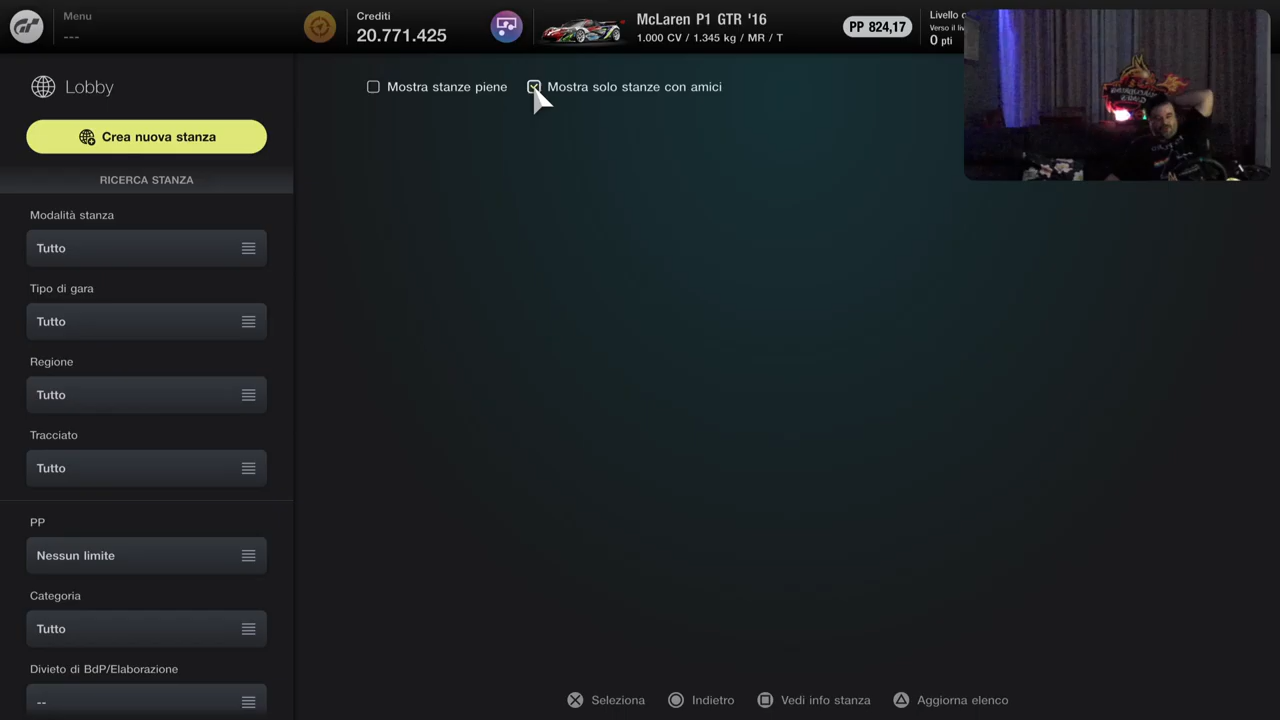 Menu
---
Crediti
20.771.425
McLaren P1 GTR '16
1.000 CV / 1.345 kg / MR / T
PP 824,17
Livello
Verso il
0 pti
Lobby
Crea nuova stanza
RICERCA STANZA
Modalità stanza
Tutto
Tipo di gara
Tutto
Regione
Tutto
Tracciato
Tutto
PP
Nessun limite
Categoria
Tutto
Divieto di BdP/Elaborazione
--
Mostra stanze piene
Mostra solo stanze con amici
Seleziona
Indietro
Vedi info stanza
Aggiorna elenco